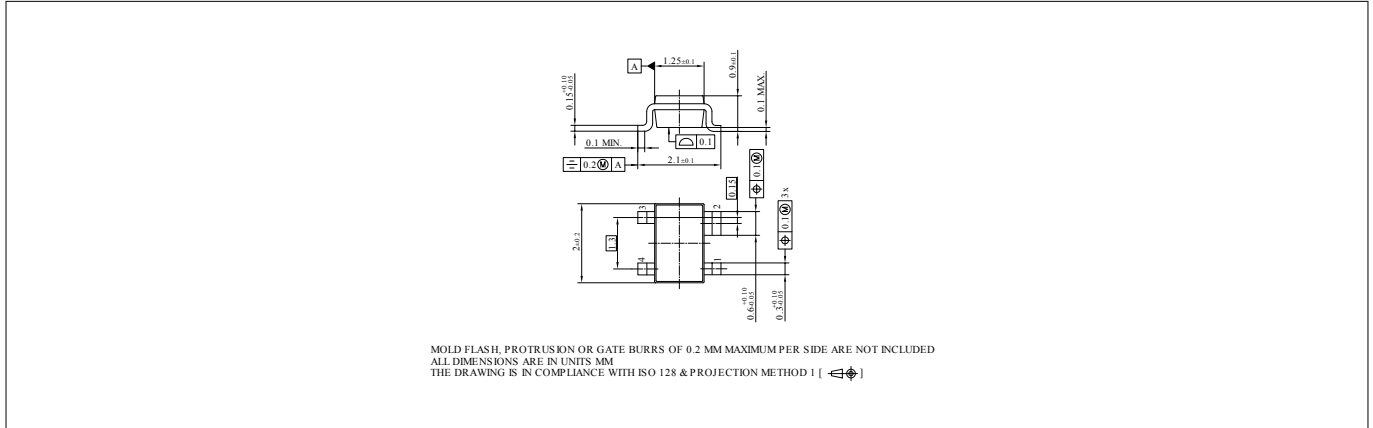 A
1.25±0.1
0.9±0.1
0.1 MAX.
0.15 +0.10 -0.05
0.1 MIN.
0.1
0.2 Ⓜ A
2.1±0.1
0.1 Ⓜ
0.15
0.1 Ⓜ 3x
3
2
2±0.2
1.3
4
1
0.6 +0.10 -0.05
0.3 +0.10 -0.05
MOLD FLASH, PROTRUSION OR GATE BURRS OF 0.2 MM MAXIMUM PER SIDE ARE NOT INCLUDED
ALL DIMENSIONS ARE IN UNITS MM
THE DRAWING IS IN COMPLIANCE WITH ISO 128 & PROJECTION METHOD 1 [ ]